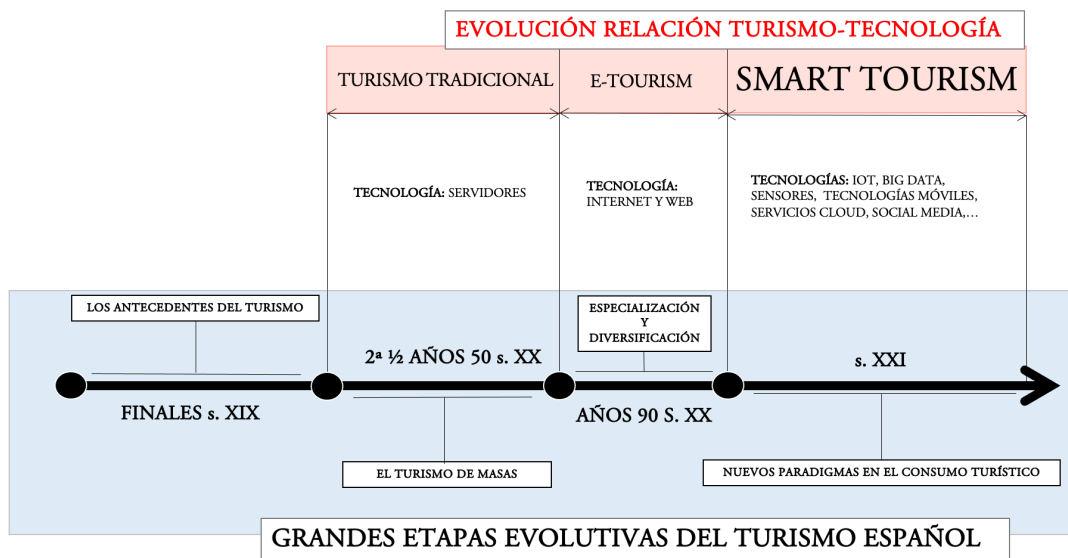 EVOLUCIÓN RELACIÓN TURISMO-TECNOLOGÍA
TURISMO TRADICIONAL
E-TOURISM
SMART TOURISM
TECNOLOGÍA: SERVIDORES
TECNOLOGÍA:
INTERNET Y WEB
TECNOLOGÍAS: IOT, BIG DATA,
SENSORES, TECNOLOGÍAS MÓVILES,
SERVICIOS CLOUD, SOCIAL MEDIA,...
LOS ANTECEDENTES DEL TURISMO
ESPECIALIZACIÓN
Y
DIVERSIFICACIÓN
2ª ½ AÑOS 50 s. XX
s. XXI
FINALES s. XIX
AÑOS 90 S. XX
EL TURISMO DE MASAS
NUEVOS PARADIGMAS EN EL CONSUMO TURÍSTICO
GRANDES ETAPAS EVOLUTIVAS DEL TURISMO ESPAÑOL